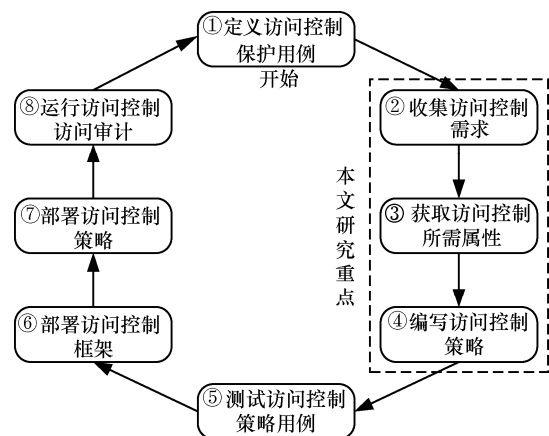 ①定义访问控制
保护用例
开始
②收集访问控制
需求
③获取访问控制
所需属性
④编写访问控制
策略
⑤测试访问控制
策略用例
⑥部署访问控制
框架
⑦部署访问控制
策略
⑧运行访问控制
访问审计
本文研究重点